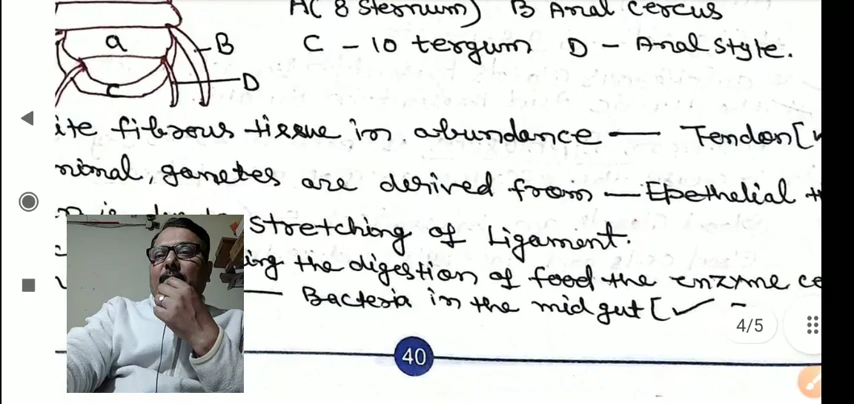 A( 8 Sternum) B Anal cercus
C - 10 tergum D - Anal style.
a
B
D
C
ite fibrous tissue in abundance — Tendon [
nimal, gametes are derived from — Epethelial
stretching of Ligament.
ing the digestion of food the enzyme ce
— Bacteria in the midgut [✓ -
4/5
40